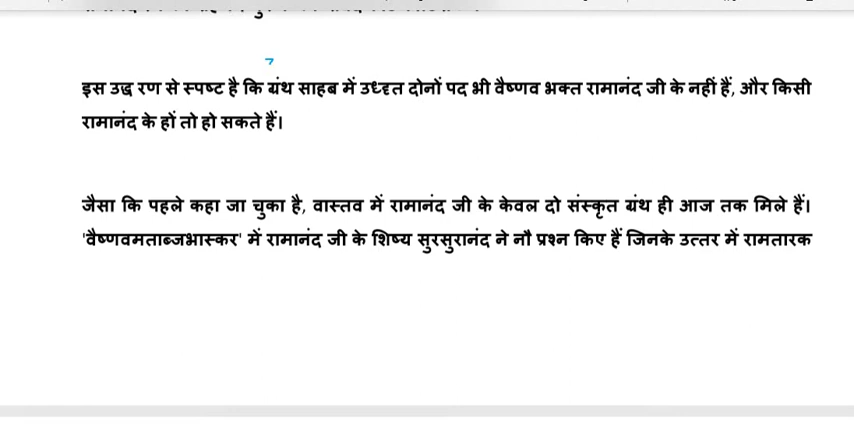 इस उद्ध रण से स्पष्ट है कि ग्रंथ साहब में उध्दृत दोनों पद भी वैष्णव भक्त रामानंद जी के नहीं हैं, और किसी
रामानंद के हों तो हो सकते हैं।
जैसा कि पहले कहा जा चुका है, वास्तव में रामानंद जी के केवल दो संस्कृत ग्रंथ ही आज तक मिले हैं।
'वैष्णवमताब्जभास्कर' में रामानंद जी के शिष्य सुरसुरानंद ने नौ प्रश्न किए हैं जिनके उत्तर में रामतारक